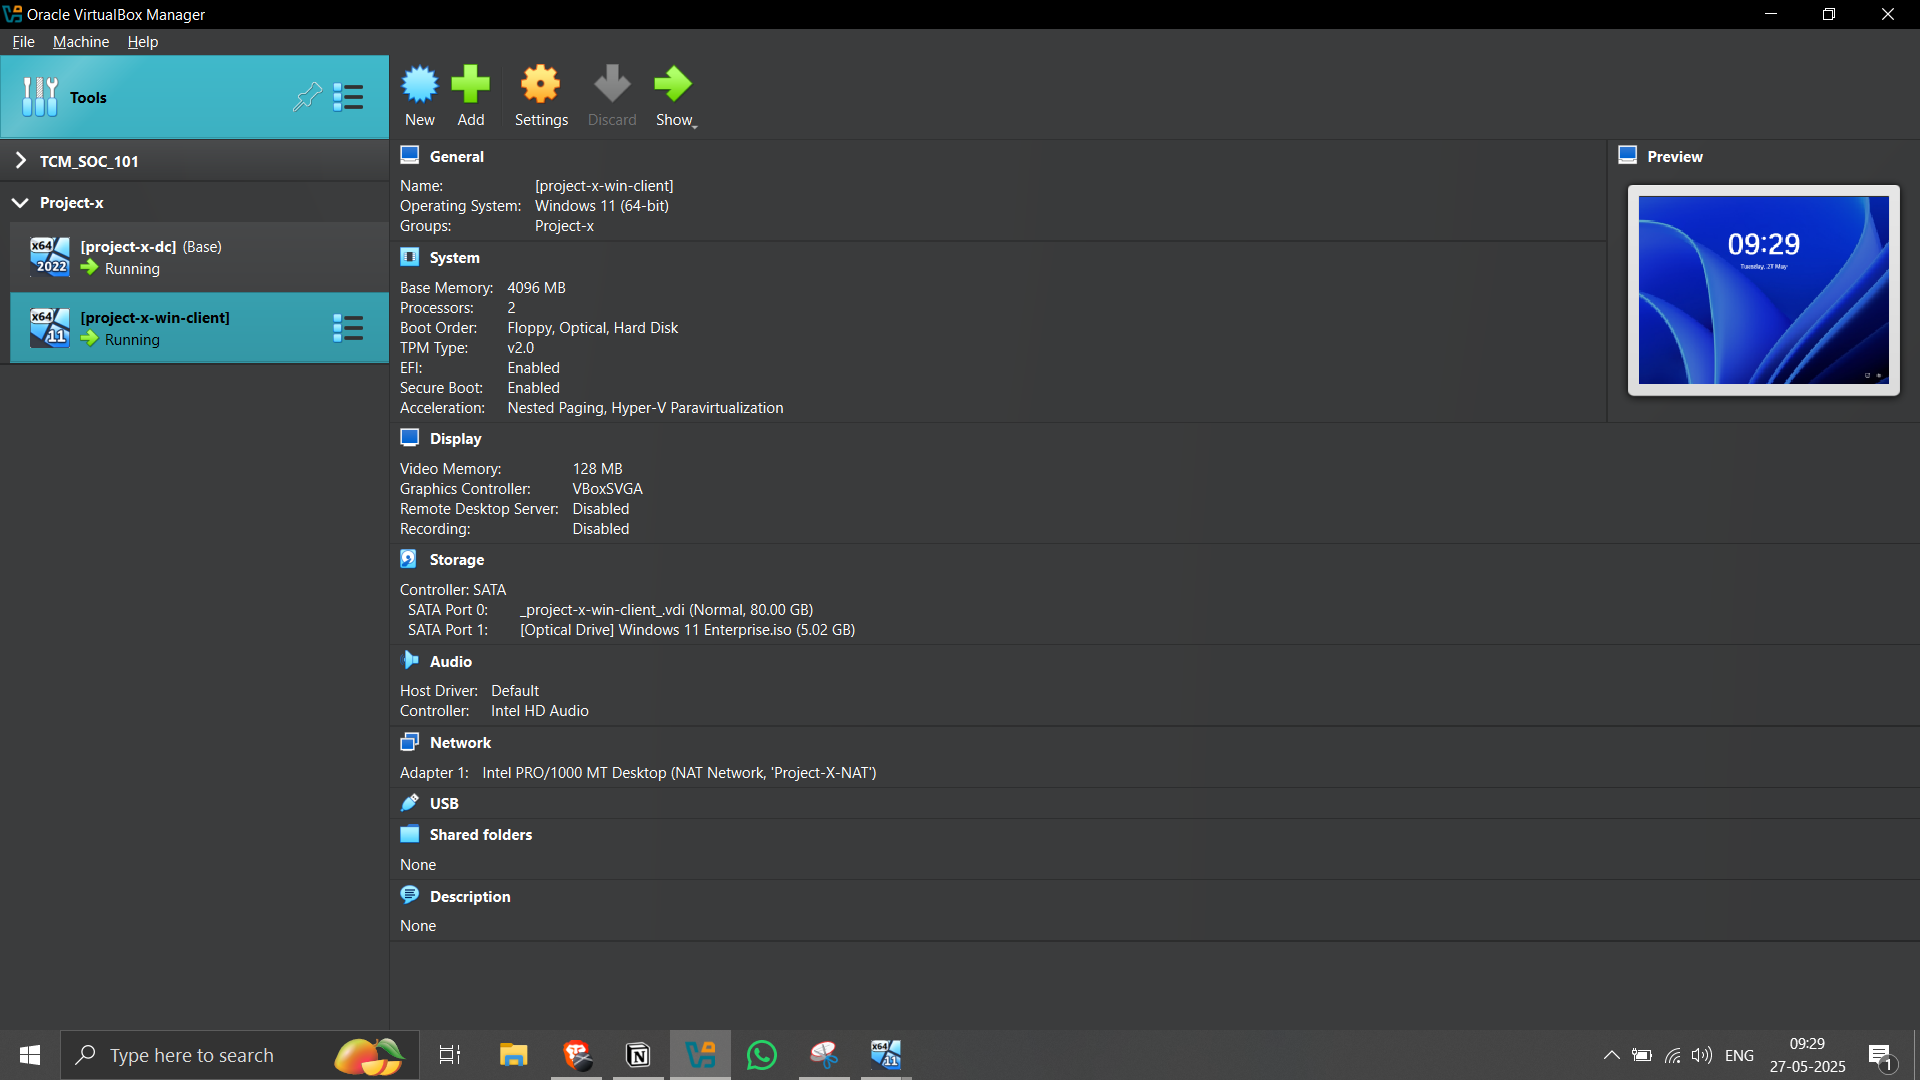 Oracle VirtualBox Manager
File Machine Help
Tools
New Add Settings Discard Show
TCM_SOC_101
Project-x
x64 2022
[project-x-dc] (Base)
Running
x64 11
[project-x-win-client]
Running
General
Name: [project-x-win-client]
Operating System: Windows 11 (64-bit)
Groups: Project-x
System
Base Memory: 4096 MB
Processors: 2
Boot Order: Floppy, Optical, Hard Disk
TPM Type: v2.0
EFI: Enabled
Secure Boot: Enabled
Acceleration: Nested Paging, Hyper-V Paravirtualization
Display
Video Memory: 128 MB
Graphics Controller: VBoxSVGA
Remote Desktop Server: Disabled
Recording: Disabled
Storage
Controller: SATA
SATA Port 0: _project-x-win-client_.vdi (Normal, 80.00 GB)
SATA Port 1: [Optical Drive] Windows 11 Enterprise.iso (5.02 GB)
Audio
Host Driver: Default
Controller: Intel HD Audio
Network
Adapter 1: Intel PRO/1000 MT Desktop (NAT Network, 'Project-X-NAT')
USB
Shared folders
None
Description
None
Preview
09:29
Tuesday, 27 May
Type here to search
x64 11
ENG
09:29
27-05-2025
1